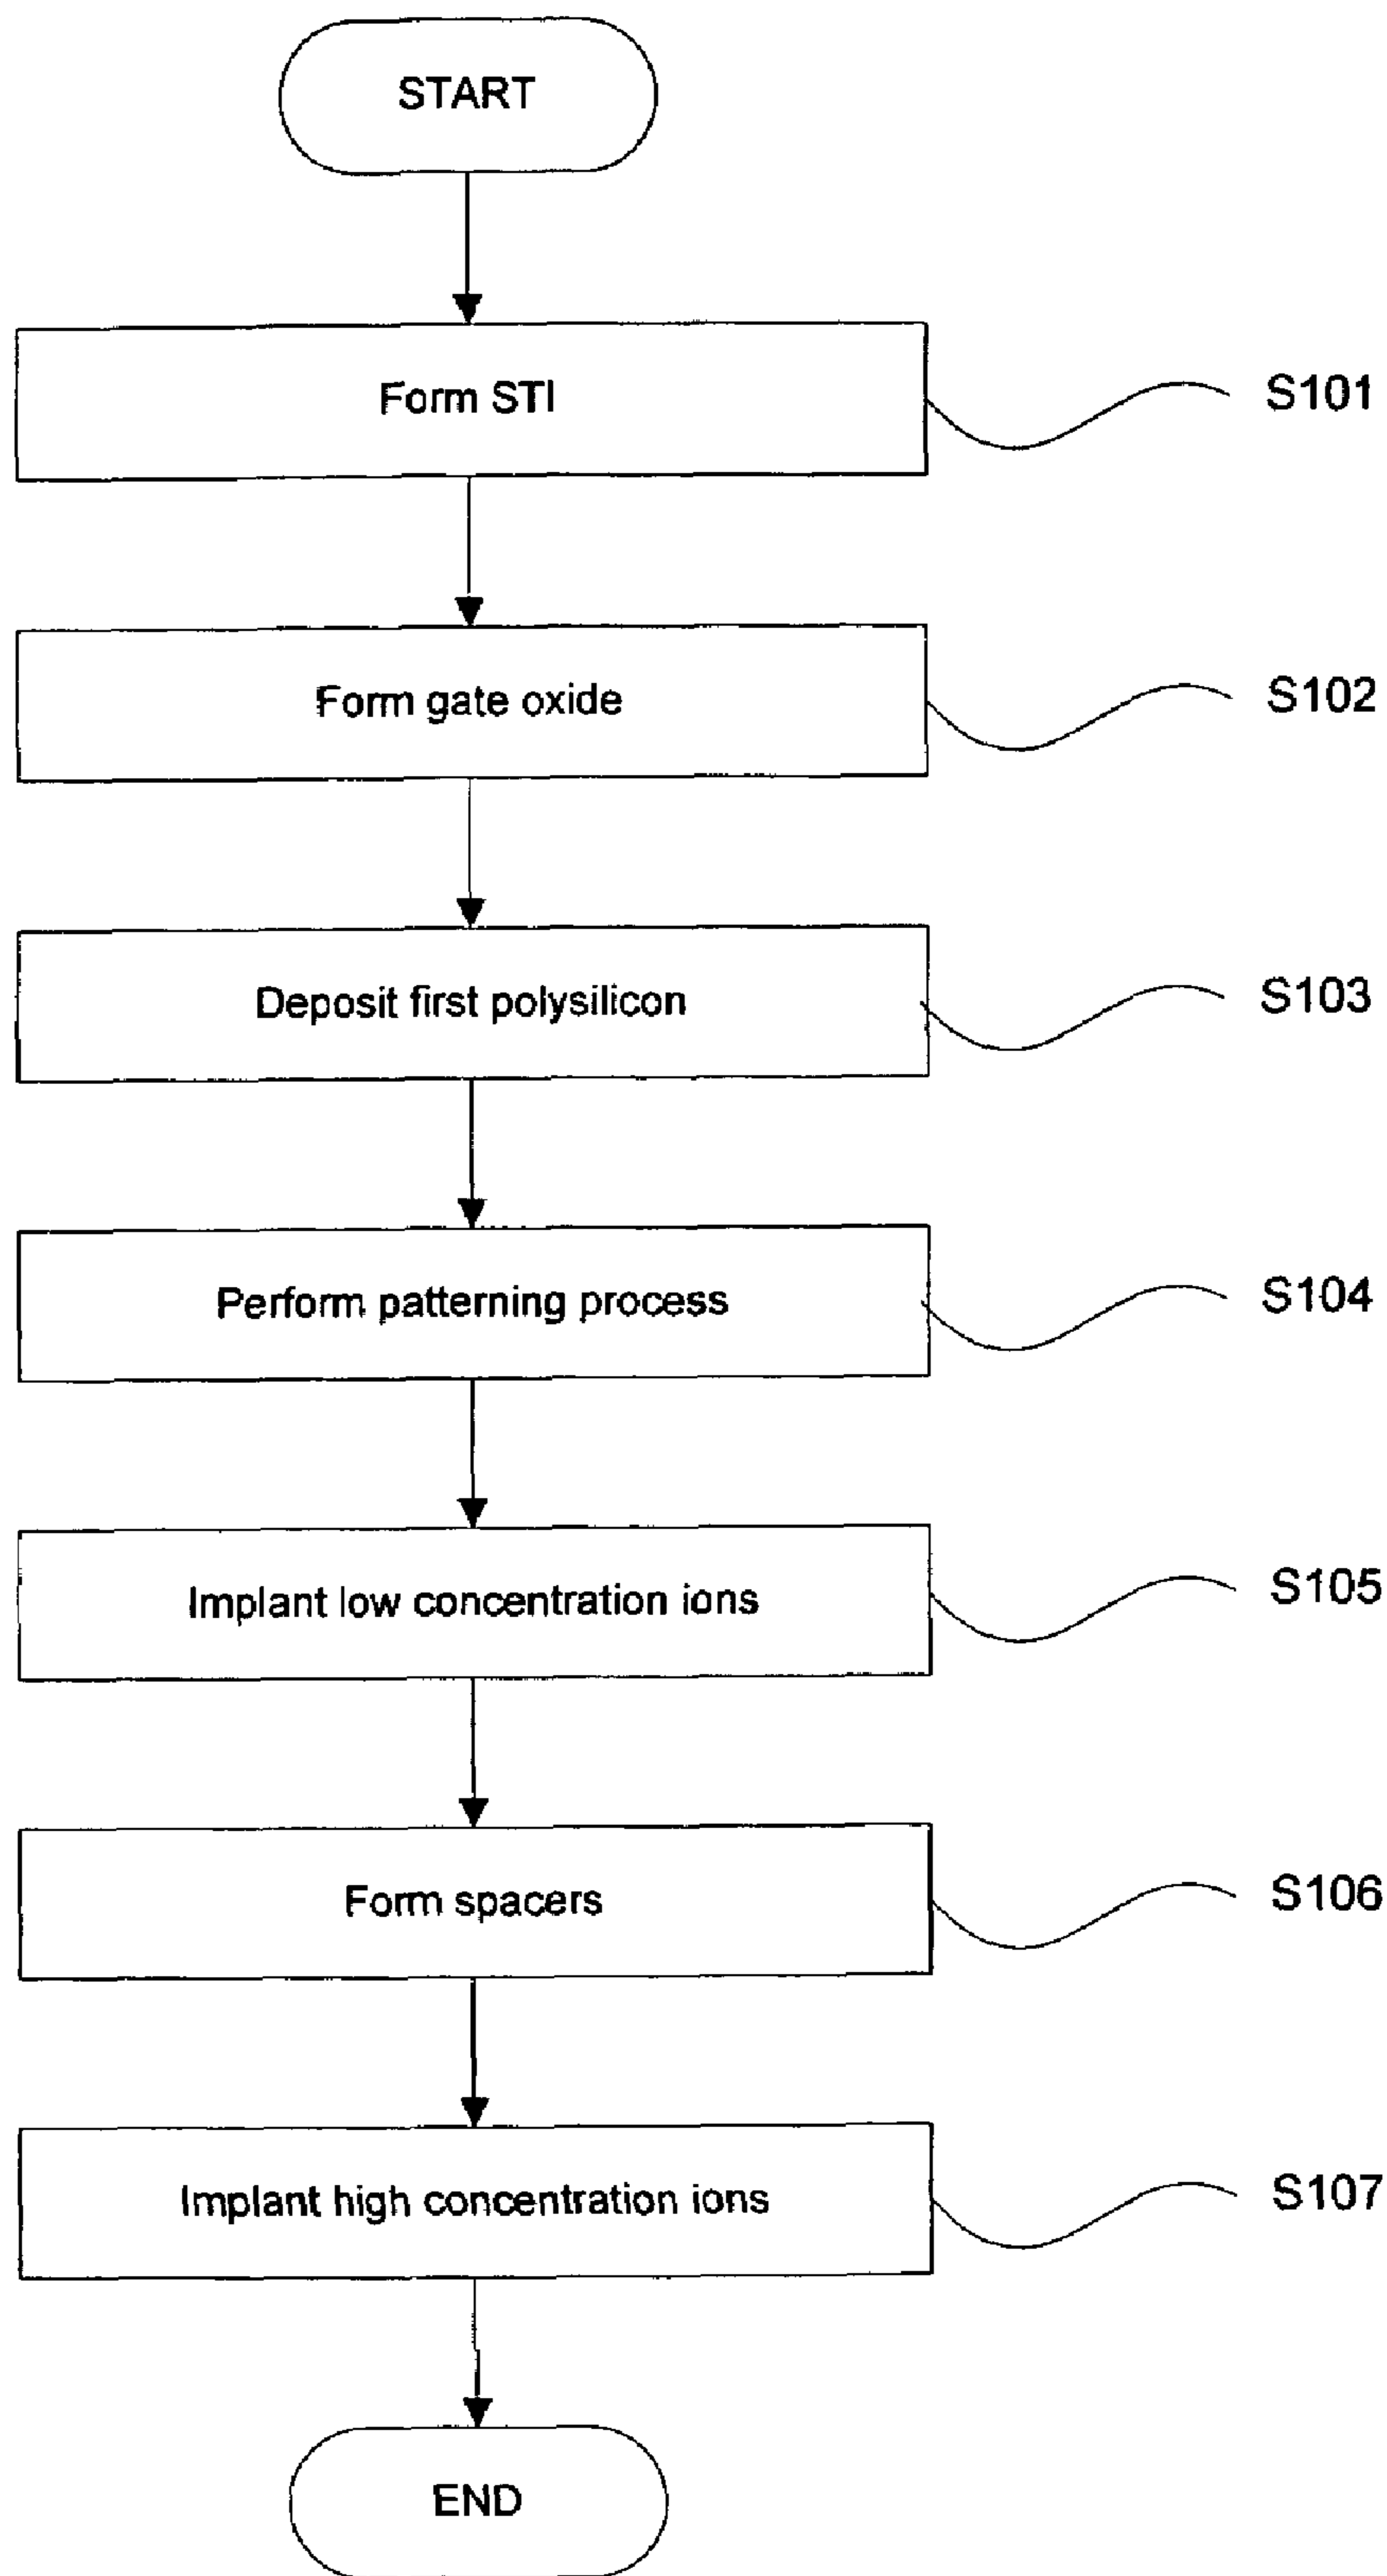 START
Form STI
S101
Form gate oxide
S102
Deposit first polysilicon
S103
Perform patterning process
S104
Implant low concentration ions
S105
Form spacers
S106
Implant high concentration ions
S107
END